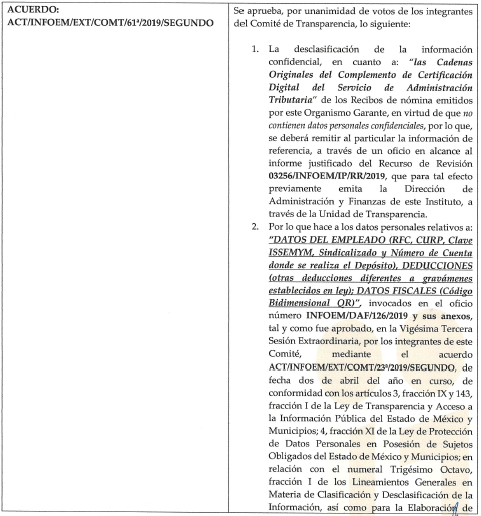 ACUERDO:
ACT/INFOEM/EXT/COMT/61ª/2019/SEGUNDO
Se aprueba, por unanimidad de votos de los integrantes
del Comité de Transparencia, lo siguiente:
1. La desclasificación de la información
confidencial, en cuanto a: "las Cadenas
Originales del Complemento de Certificación
Digital del Servicio de Administración
Tributaria" de los Recibos de nómina emitidos
por este Organismo Garante, en virtud de que no
contienen datos personales confidenciales, por lo que,
se deberá remitir al particular la información de
referencia, a través de un oficio en alcance al
informe justificado del Recurso de Revisión
03256/INFOEM/IP/RR/2019, que para tal efecto
previamente emita la Dirección de
Administración y Finanzas de este Instituto, a
través de la Unidad de Transparencia.
2. Por lo que hace a los datos personales relativos a:
"DATOS DEL EMPLEADO (RFC, CURP, Clave
ISSEMYM, Sindicalizado y Número de Cuenta
donde se realiza el Depósito), DEDUCCIONES
(otras deducciones diferentes a gravámenes
establecidos en ley); DATOS FISCALES (Código
Bidimensional QR)", invocados en el oficio
número INFOEM/DAF/126/2019 y sus anexos,
tal y como fue aprobado, en la Vigésima Tercera
Sesión Extraordinaria, por los integrantes de este
Comité, mediante el acuerdo
ACT/INFOEM/EXT/COMT/23ª/2019/SEGUNDO, de
fecha dos de abril del año en curso, de
conformidad con los artículos 3, fracción IX y 143,
fracción I de la Ley de Transparencia y Acceso a
la Información Pública del Estado de México y
Municipios; 4, fracción XI de la Ley de Protección
de Datos Personales en Posesión de Sujetos
Obligados del Estado de México y Municipios; en
relación con el numeral Trigésimo Octavo,
fracción I de los Lineamientos Generales en
Materia de Clasificación y Desclasificación de la
Información, así como para la Elaboración de